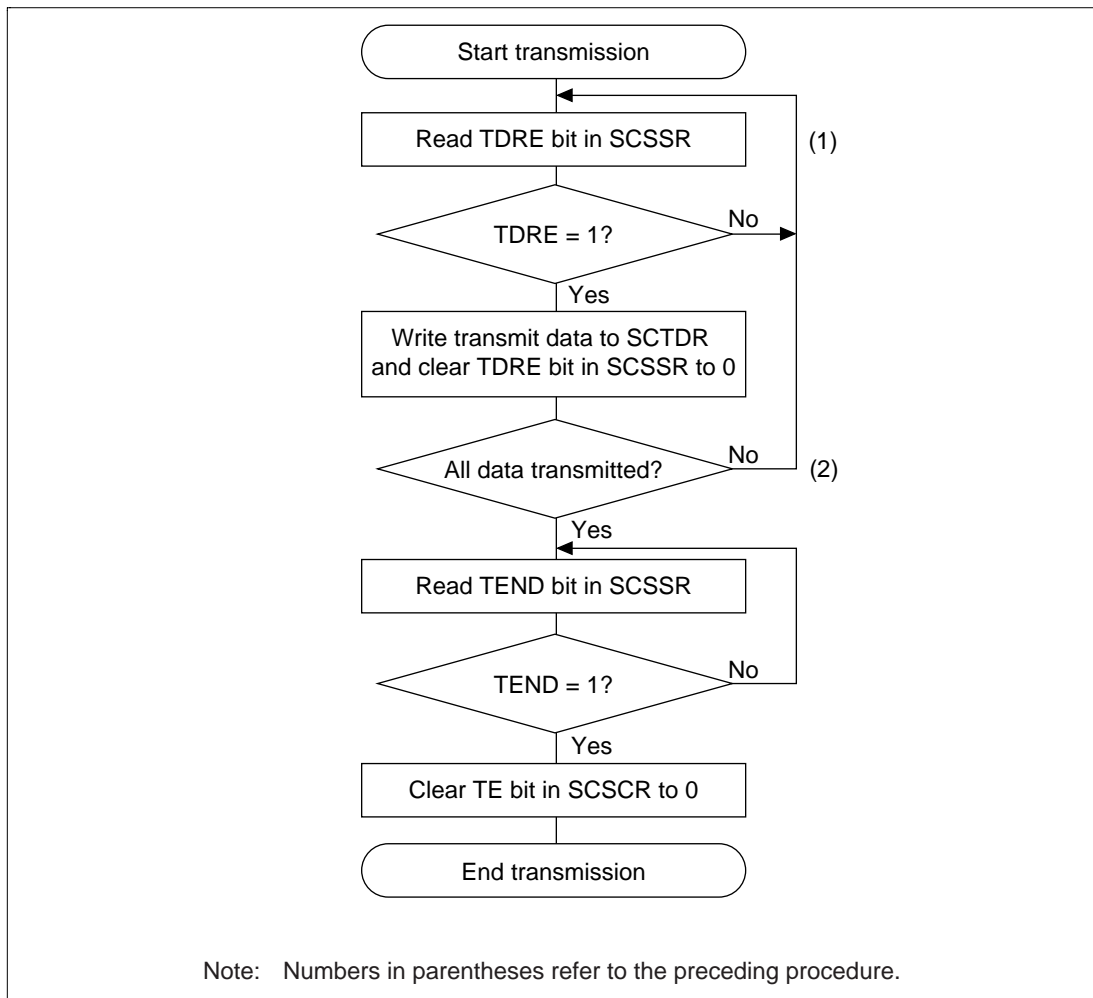 Start transmission
Read TDRE bit in SCSSR
(1)
TDRE = 1?
No
Yes
Write transmit data to SCTDR
and clear TDRE bit in SCSSR to 0
All data transmitted?
No
(2)
Yes
Read TEND bit in SCSSR
TEND = 1?
No
Yes
Clear TE bit in SCSCR to 0
End transmission
Note: Numbers in parentheses refer to the preceding procedure.